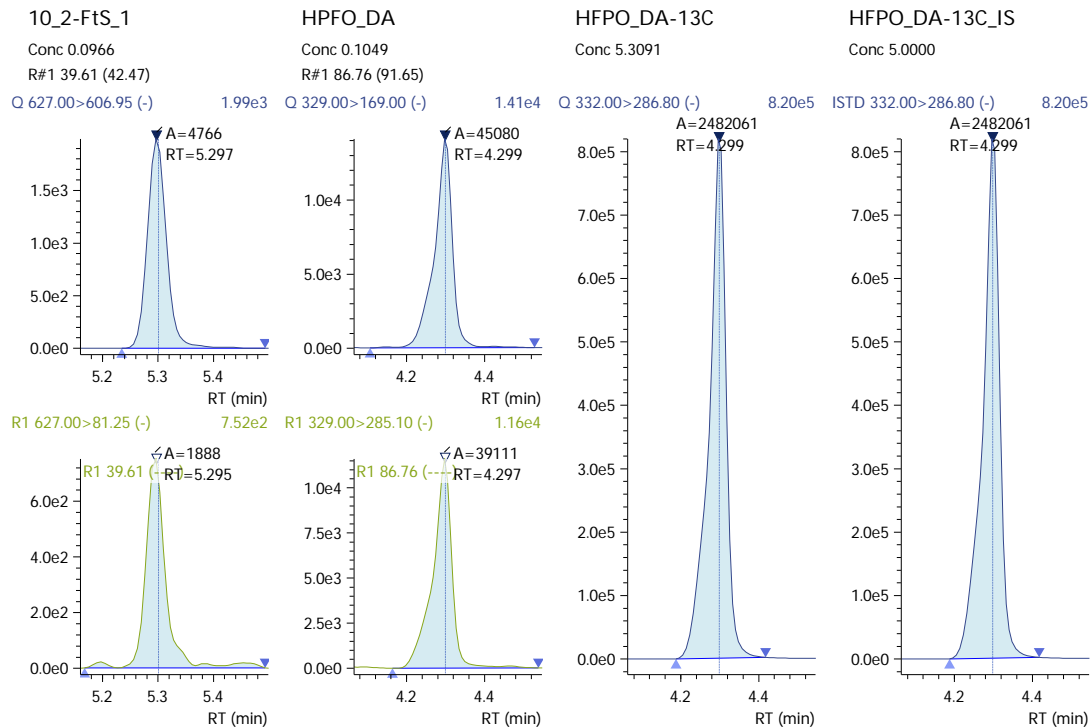 10_2-FtS_1
Conc 0.0966
R#1 39.61 (42.47)
Q 627.00>606.95 (-) 1.99e3
A=4766
RT=5.297
1.5e3
1.0e3
5.0e2
0.0e0
5.2 5.3 5.4
RT (min)
R1 627.00>81.25 (-) 7.52e2
A=1888
R1 39.61 (----)
RT=5.295
6.0e2
4.0e2
2.0e2
0.0e0
5.2 5.3 5.4
RT (min)
HPFO_DA
Conc 0.1049
R#1 86.76 (91.65)
Q 329.00>169.00 (-) 1.41e4
A=45080
RT=4.299
1.0e4
5.0e3
0.0e0
4.2 4.4
RT (min)
R1 329.00>285.10 (-) 1.16e4
A=39111
R1 86.76 (----)
RT=4.297
1.0e4
7.5e3
5.0e3
2.5e3
0.0e0
4.2 4.4
RT (min)
HFPO_DA-13C
Conc 5.3091
Q 332.00>286.80 (-) 8.20e5
A=2482061
RT=4.299
8.0e5
7.0e5
6.0e5
5.0e5
4.0e5
3.0e5
2.0e5
1.0e5
0.0e0
4.2 4.4
RT (min)
HFPO_DA-13C_IS
Conc 5.0000
ISTD 332.00>286.80 (-) 8.20e5
A=2482061
RT=4.299
8.0e5
7.0e5
6.0e5
5.0e5
4.0e5
3.0e5
2.0e5
1.0e5
0.0e0
4.2 4.4
RT (min)